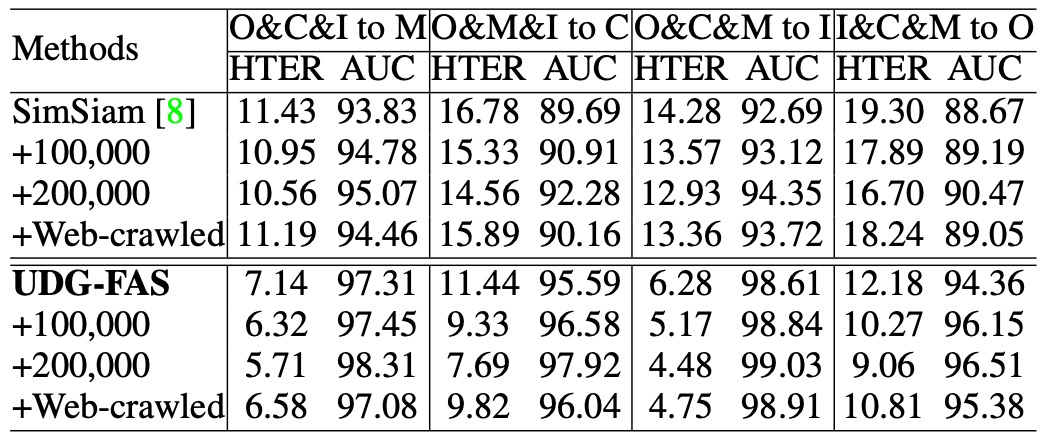 Methods O&C&I to M O&M&I to C O&C&M to I I&C&M to O
HTER AUC HTER AUC HTER AUC HTER AUC
SimSiam [8] 11.43 93.83 16.78 89.69 14.28 92.69 19.30 88.67
+100,000 10.95 94.78 15.33 90.91 13.57 93.12 17.89 89.19
+200,000 10.56 95.07 14.56 92.28 12.93 94.35 16.70 90.47
+Web-crawled 11.19 94.46 15.89 90.16 13.36 93.72 18.24 89.05
UDG-FAS 7.14 97.31 11.44 95.59 6.28 98.61 12.18 94.36
+100,000 6.32 97.45 9.33 96.58 5.17 98.84 10.27 96.15
+200,000 5.71 98.31 7.69 97.92 4.48 99.03 9.06 96.51
+Web-crawled 6.58 97.08 9.82 96.04 4.75 98.91 10.81 95.38